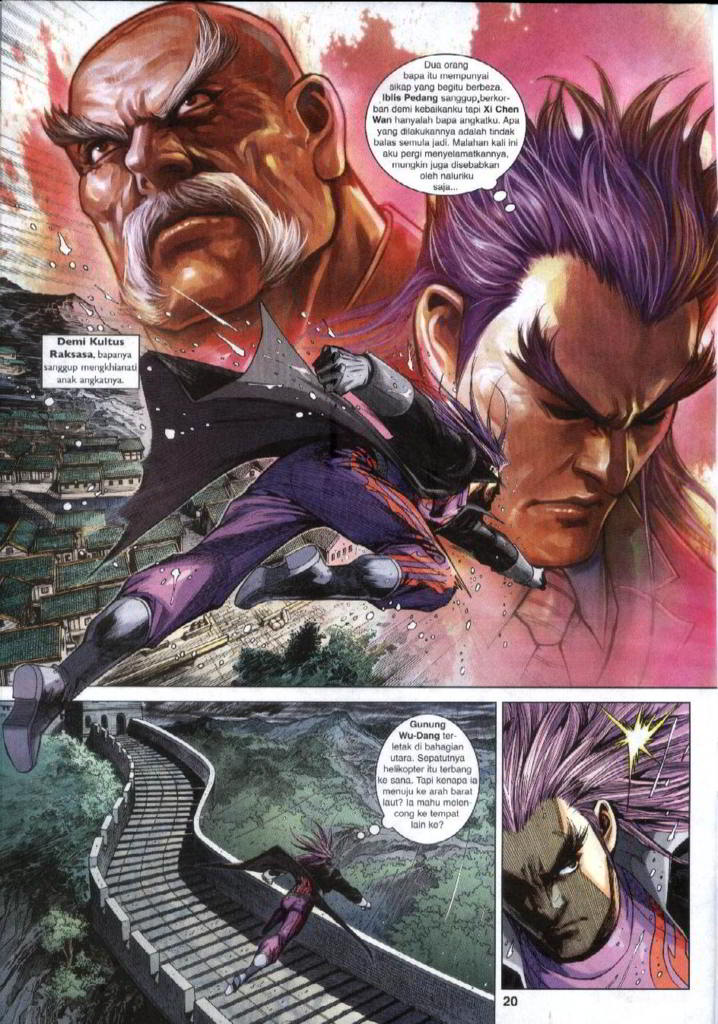 Dua orang
bapa itu mempunyai
sikap yang begitu berbeza.
Iblis Pedang sanggup berkor-
ban demi kebaikanku tapi Xi Chen
Wan hanyalah bapa angkatku. Apa
yang dilakukannya adalah tindak
balas semula jadi. Malahan kali ini
aku pergi menyelamatkannya,
mungkin juga disebabkan
oleh naluriku
saja...
Demi Kultus
Raksasa, bapanya
sanggup mengkhianati
anak angkatnya.
Gunung
Wu-Dang ter-
letak di bahagian
utara. Sepatutnya
helikopter itu terbang
ke sana. Tapi kenapa ia
menuju ke arah barat
laut? Ia mahu melen-
cong ke tempat
lain ke?
20